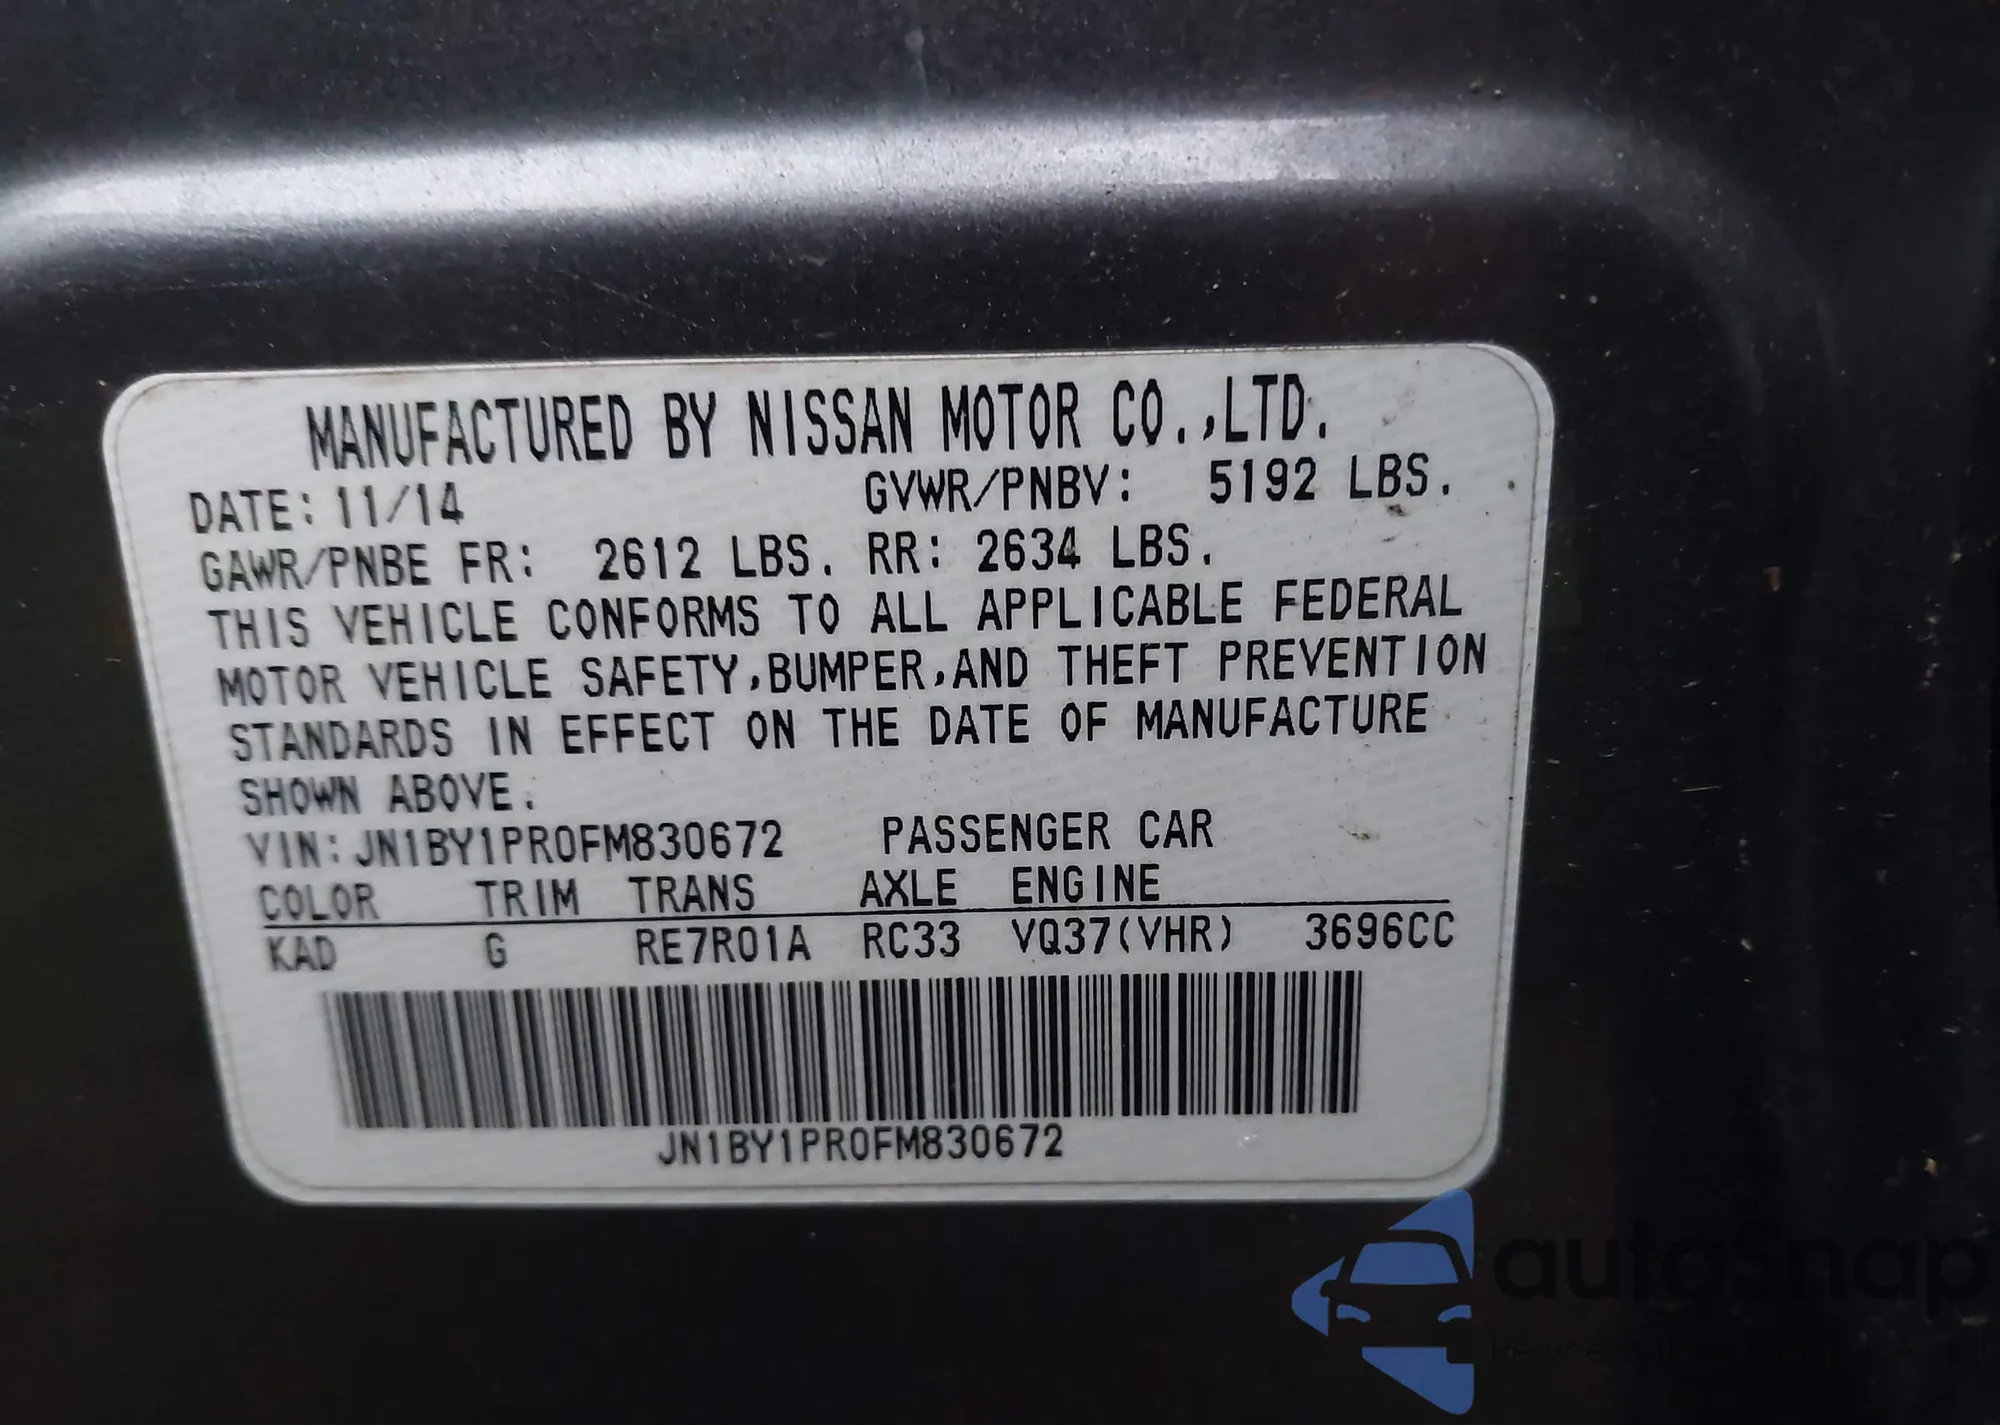 MANUFACTURED BY NISSAN MOTOR CO.,LTD.
DATE:11/14 GVWR/PNBV: 5192 LBS.
GAWR/PNBE FR: 2612 LBS. RR: 2634 LBS.
THIS VEHICLE CONFORMS TO ALL APPLICABLE FEDERAL
MOTOR VEHICLE SAFETY,BUMPER,AND THEFT PREVENTION
STANDARDS IN EFFECT ON THE DATE OF MANUFACTURE
SHOWN ABOVE.
VIN:JN1BY1PR0FM830672 PASSENGER CAR
COLOR TRIM TRANS AXLE ENGINE
KAD G RE7R01A RC33 VQ37(VHR) 3696CC
JN1BY1PR0FM830672
autoSnap